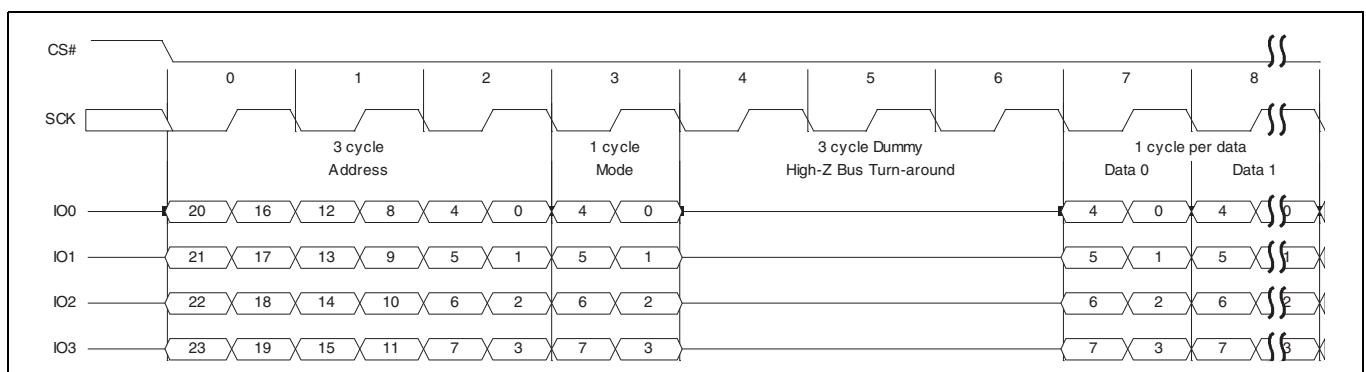 CS#
0 1 2 3 4 5 6 7 8
SCK
3 cycle 1 cycle 3 cycle Dummy 1 cycle per data
Address Mode High-Z Bus Turn-around Data 0 Data 1
IO0 20 16 12 8 4 0 4 0 4 0 4 0
IO1 21 17 13 9 5 1 5 1 5 1 5 1
IO2 22 18 14 10 6 2 6 2 6 2 6 2
IO3 23 19 15 11 7 3 7 3 7 3 7 3